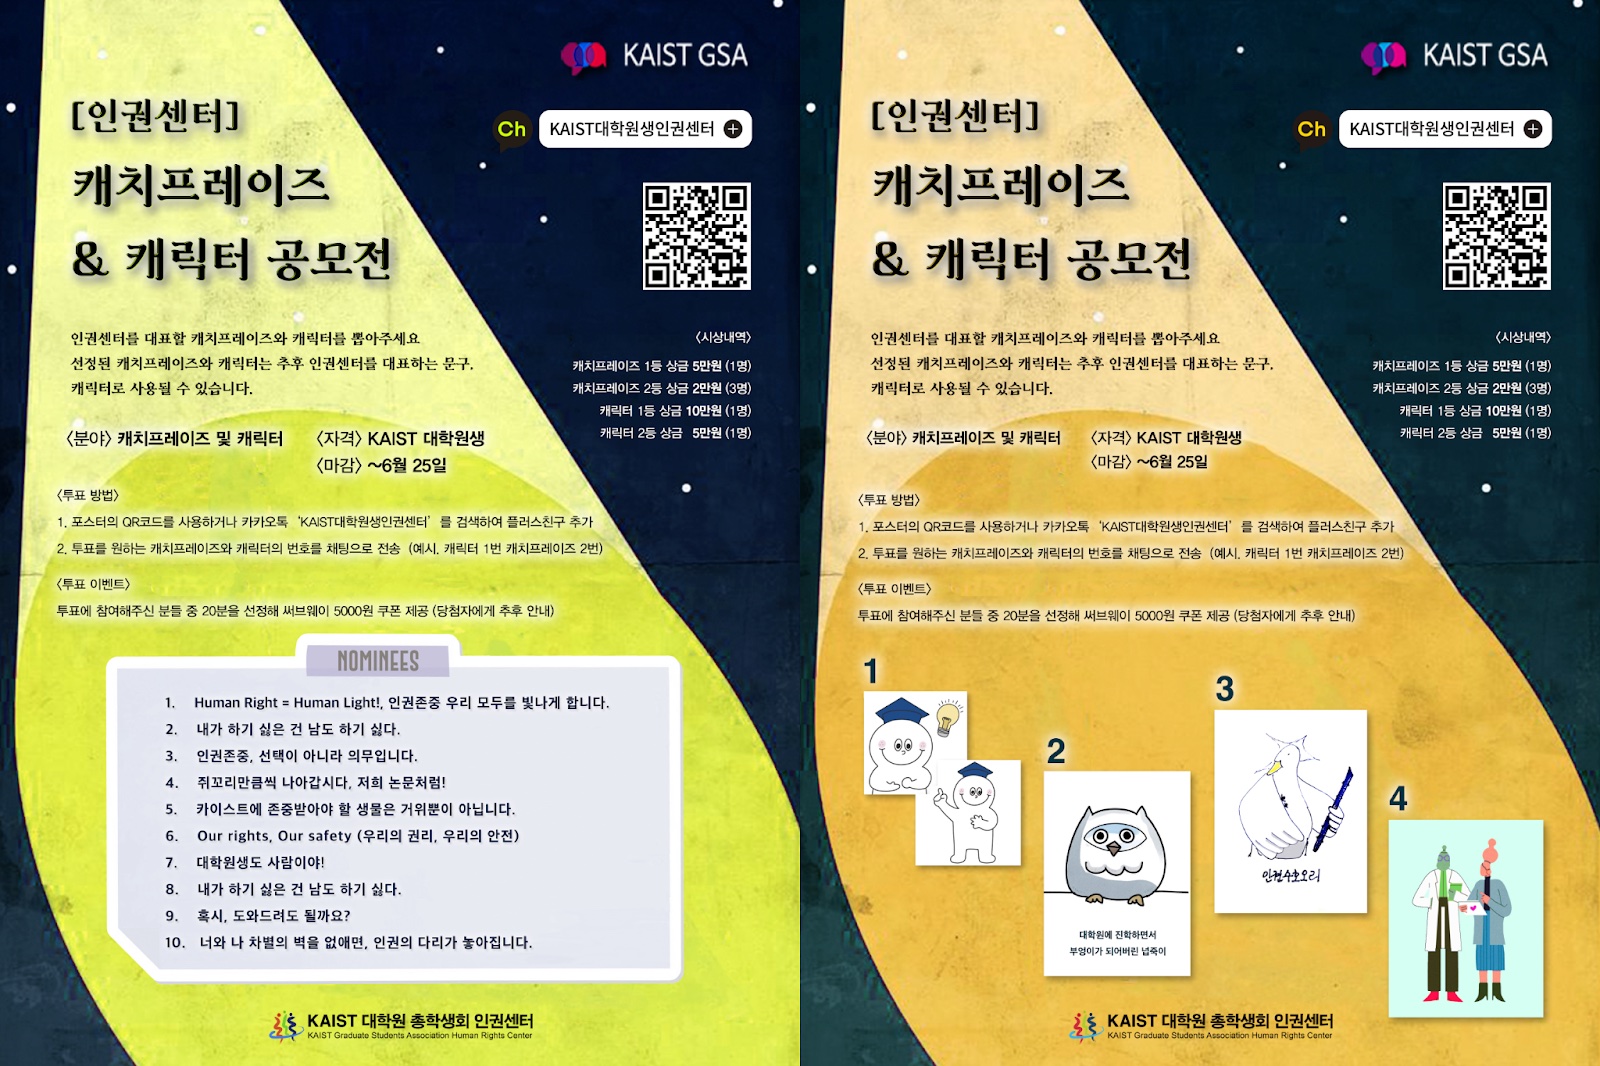 KAIST GSA
[인권센터]
Ch KAIST대학원생인권센터 +
캐치프레이즈
& 캐릭터 공모전
인권센터를 대표할 캐치프레이즈와 캐릭터를 뽑아주세요
선정된 캐치프레이즈와 캐릭터는 추후 인권센터를 대표하는 문구,
캐릭터로 사용될 수 있습니다.
<시상내역>
캐치프레이즈 1등 상금 5만원 (1명)
캐치프레이즈 2등 상금 2만원 (3명)
캐릭터 1등 상금 10만원 (1명)
캐릭터 2등 상금 5만원 (1명)
<분야> 캐치프레이즈 및 캐릭터 <자격> KAIST 대학원생
<마감> ~6월 25일
<투표 방법>
1. 포스터의 QR코드를 사용하거나 카카오톡 ‘KAIST대학원생인권센터’ 를 검색하여 플러스친구 추가
2. 투표를 원하는 캐치프레이즈와 캐릭터의 번호를 채팅으로 전송 (예시. 캐릭터 1번 캐치프레이즈 2번)
<투표 이벤트>
투표에 참여해주신 분들 중 20분을 선정해 써브웨이 5000원 쿠폰 제공 (당첨자에게 추후 안내)
NOMINEES
1. Human Right = Human Light!, 인권존중 우리 모두를 빛나게 합니다.
2. 내가 하기 싫은 건 남도 하기 싫다.
3. 인권존중, 선택이 아니라 의무입니다.
4. 쥐꼬리만큼씩 나아갑시다, 저희 논문처럼!
5. 카이스트에 존중받아야 할 생물은 거위뿐이 아닙니다.
6. Our rights, Our safety (우리의 권리, 우리의 안전)
7. 대학원생도 사람이야!
8. 내가 하기 싫은 건 남도 하기 싫다.
9. 혹시, 도와드려도 될까요?
10. 너와 나 차별의 벽을 없애면, 인권의 다리가 놓아집니다.
KAIST 대학원 총학생회 인권센터
KAIST Graduate Students Association Human Rights Center
KAIST GSA
[인권센터]
Ch KAIST대학원생인권센터 +
캐치프레이즈
& 캐릭터 공모전
인권센터를 대표할 캐치프레이즈와 캐릭터를 뽑아주세요
선정된 캐치프레이즈와 캐릭터는 추후 인권센터를 대표하는 문구,
캐릭터로 사용될 수 있습니다.
<시상내역>
캐치프레이즈 1등 상금 5만원 (1명)
캐치프레이즈 2등 상금 2만원 (3명)
캐릭터 1등 상금 10만원 (1명)
캐릭터 2등 상금 5만원 (1명)
<분야> 캐치프레이즈 및 캐릭터 <자격> KAIST 대학원생
<마감> ~6월 25일
<투표 방법>
1. 포스터의 QR코드를 사용하거나 카카오톡 ‘KAIST대학원생인권센터’ 를 검색하여 플러스친구 추가
2. 투표를 원하는 캐치프레이즈와 캐릭터의 번호를 채팅으로 전송 (예시. 캐릭터 1번 캐치프레이즈 2번)
<투표 이벤트>
투표에 참여해주신 분들 중 20분을 선정해 써브웨이 5000원 쿠폰 제공 (당첨자에게 추후 안내)
1
2
대학원에 진학하면서
부엉이가 되어버린 넙죽이
3
인권수호오리
4
KAIST 대학원 총학생회 인권센터
KAIST Graduate Students Association Human Rights Center